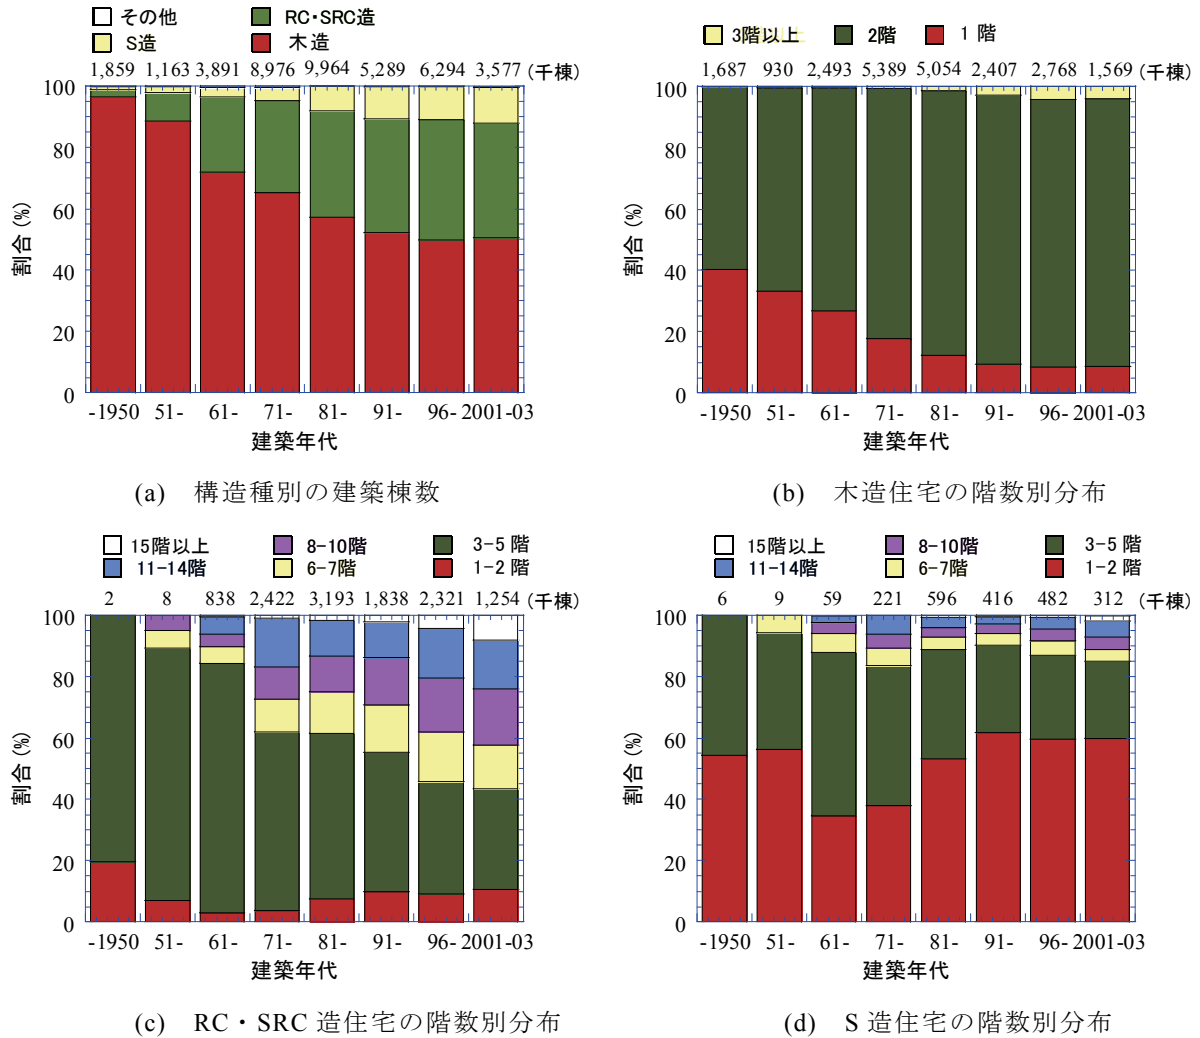 その他 RC・SRC造
S造 木造
1,859 1,163 3,891 8,976 9,964 5,289 6,294 3,577 (千棟)
100
80
60
40
20
0
割合 (%)
-1950 51- 61- 71- 81- 91- 96- 2001-03
建築年代
(a) 構造種別の建築棟数
3階以上 2階 1階
1,687 930 2,493 5,389 5,054 2,407 2,768 1,569 (千棟)
100
80
60
40
20
0
割合 (%)
-1950 51- 61- 71- 81- 91- 96- 2001-03
建築年代
(b) 木造住宅の階数別分布
15階以上 8-10階 3-5階
11-14階 6-7階 1-2階
2 8 838 2,422 3,193 1,838 2,321 1,254 (千棟)
100
80
60
40
20
0
割合 (%)
-1950 51- 61- 71- 81- 91- 96- 2001-03
建築年代
(c) RC・SRC造住宅の階数別分布
15階以上 8-10階 3-5階
11-14階 6-7階 1-2階
6 9 59 221 596 416 482 312 (千棟)
100
80
60
40
20
0
割合 (%)
-1950 51- 61- 71- 81- 91- 96- 2001-03
建築年代
(d) S造住宅の階数別分布